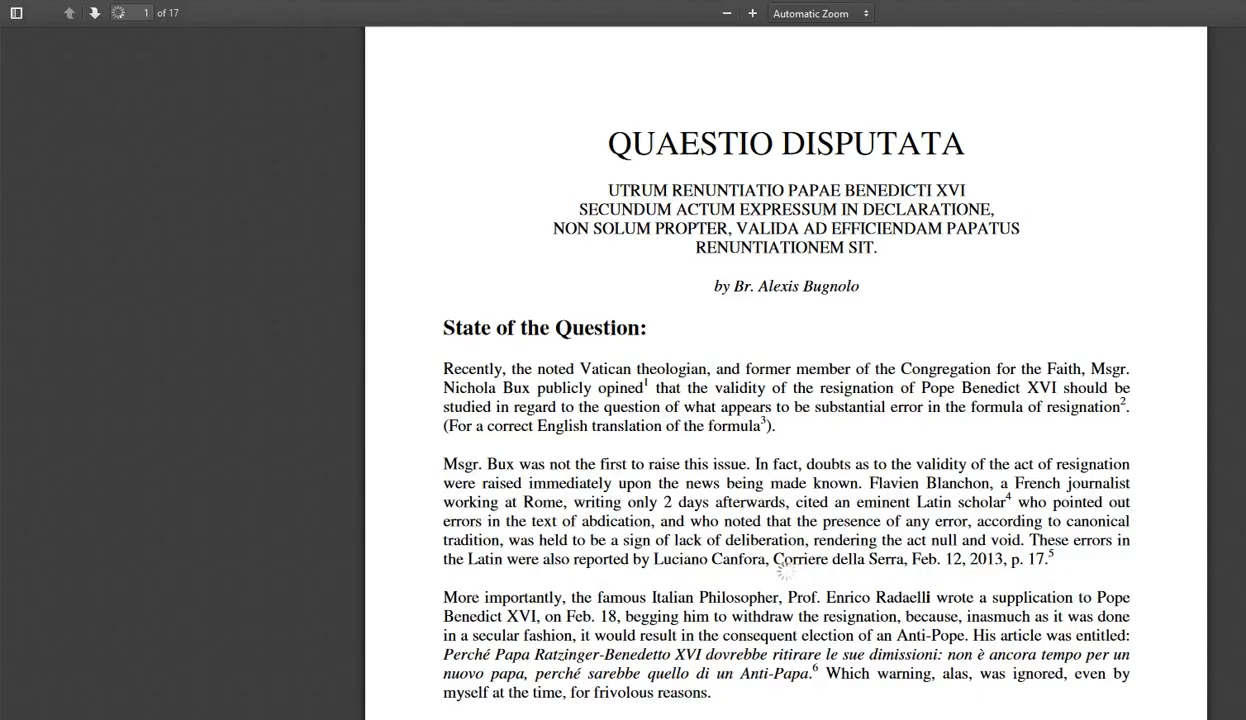 1 of 17
Automatic Zoom
QUAESTIO DISPUTATA
UTRUM RENUNTIATIO PAPAE BENEDICTI XVI
SECUNDUM ACTUM EXPRESSUM IN DECLARATIONE,
NON SOLUM PROPTER, VALIDA AD EFFICIENDAM PAPATUS
RENUNTIATIONEM SIT.
by Br. Alexis Bugnolo
State of the Question:
Recently, the noted Vatican theologian, and former member of the Congregation for the Faith, Msgr.
Nichola Bux publicly opined1 that the validity of the resignation of Pope Benedict XVI should be
studied in regard to the question of what appears to be substantial error in the formula of resignation2.
(For a correct English translation of the formula3).
Msgr. Bux was not the first to raise this issue. In fact, doubts as to the validity of the act of resignation
were raised immediately upon the news being made known. Flavien Blanchon, a French journalist
working at Rome, writing only 2 days afterwards, cited an eminent Latin scholar4 who pointed out
errors in the text of abdication, and who noted that the presence of any error, according to canonical
tradition, was held to be a sign of lack of deliberation, rendering the act null and void. These errors in
the Latin were also reported by Luciano Canfora, Corriere della Serra, Feb. 12, 2013, p. 17.5
More importantly, the famous Italian Philosopher, Prof. Enrico Radaelli wrote a supplication to Pope
Benedict XVI, on Feb. 18, begging him to withdraw the resignation, because, inasmuch as it was done
in a secular fashion, it would result in the consequent election of an Anti-Pope. His article was entitled:
Perché Papa Ratzinger-Benedetto XVI dovrebbe ritirare le sue dimissioni: non è ancora tempo per un
nuovo papa, perché sarebbe quello di un Anti-Papa.6 Which warning, alas, was ignored, even by
myself at the time, for frivolous reasons.